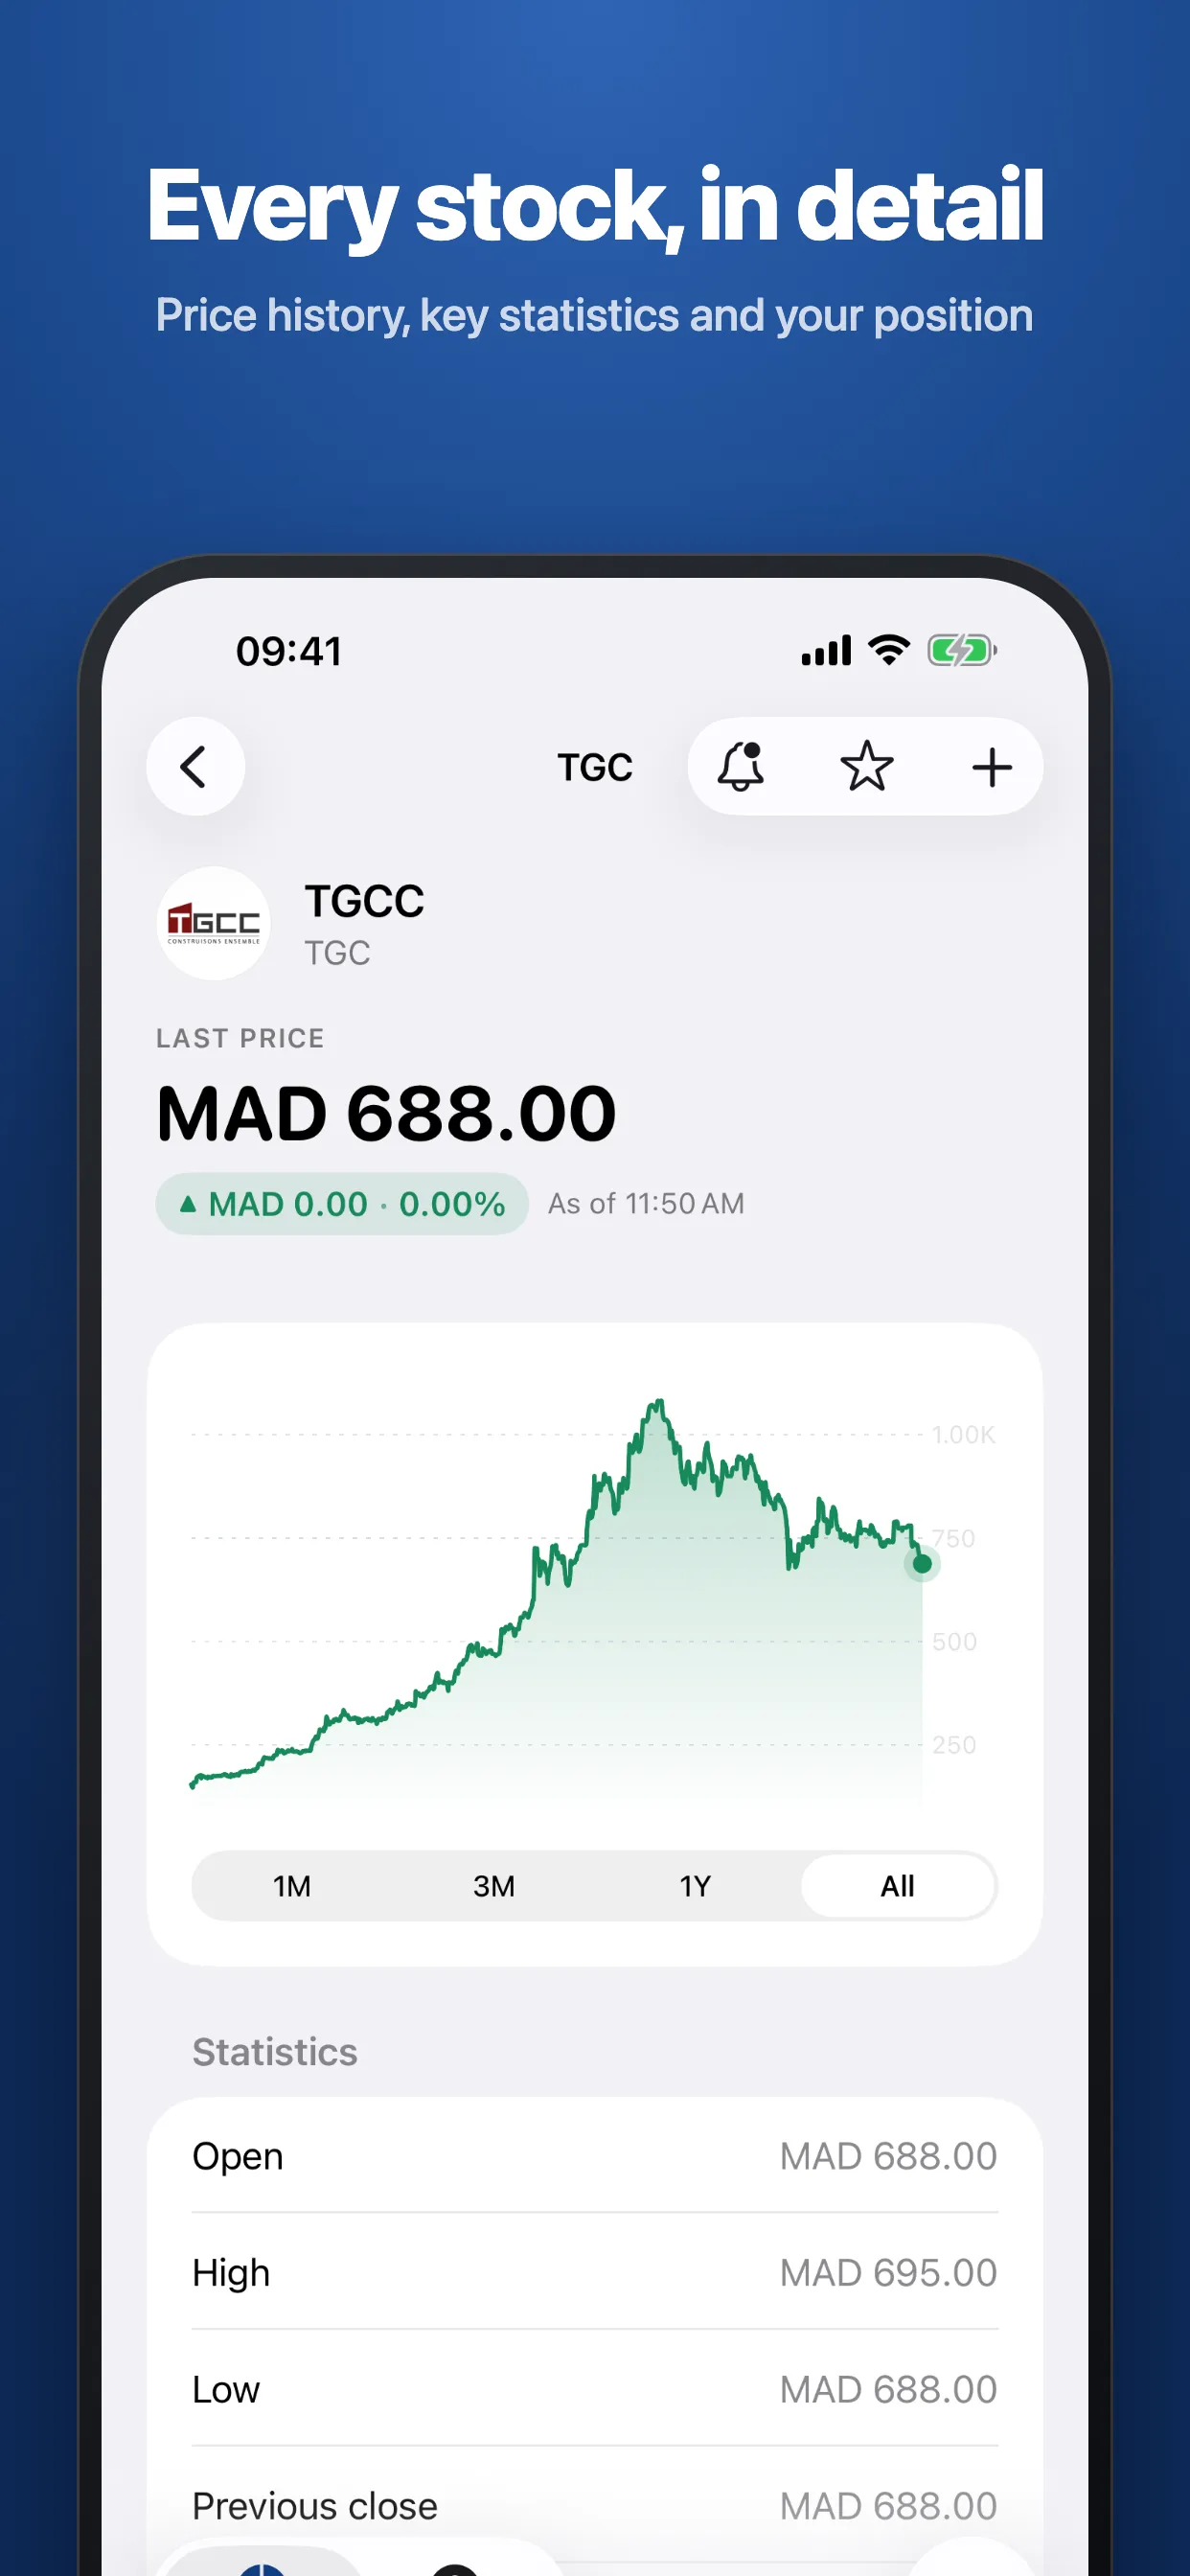 Every stock, in detail
Price history, key statistics and your position
09:41
TGC
TGCC
CONSTRUISONS ENSEMBLE
TGCC
TGC
LAST PRICE
MAD 688.00
▲ MAD 0.00 · 0.00% As of 11:50 AM
1.00K
750
500
250
1M 3M 1Y All
Statistics
Open MAD 688.00
High MAD 695.00
Low MAD 688.00
Previous close MAD 688.00